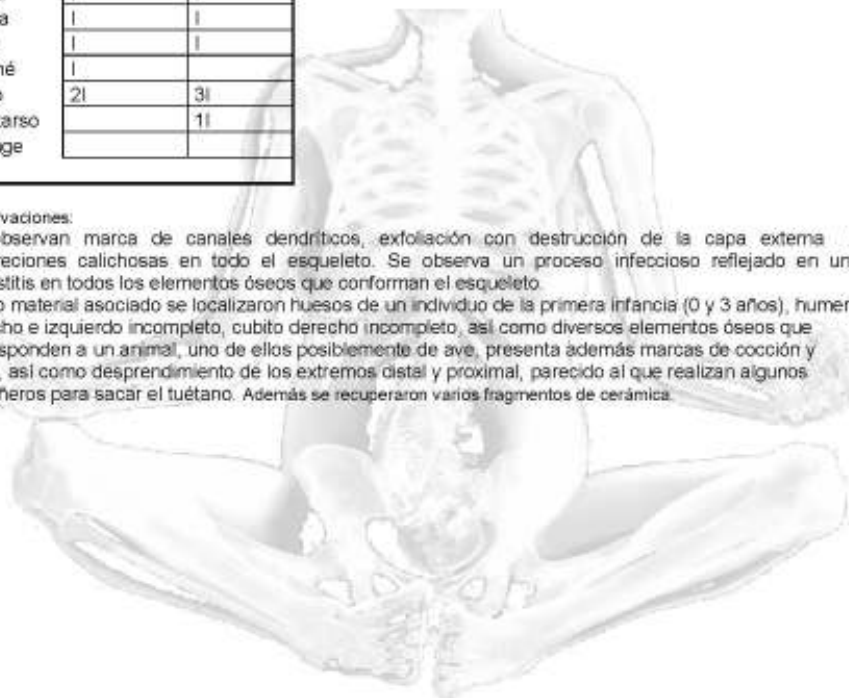 a I I
I I
né I
o 2I 3I
tarso 1I
ge
vaciones:
observan marca de canales dendríticos, exfoliación con destrucción de la capa externa
reciones calichosas en todo el esqueleto. Se observa un proceso infeccioso reflejado en un
stitis en todos los elementos óseos que conforman el esqueleto.
o material asociado se localizaron huesos de un individuo de la primera infancia (0 y 3 años), humer
cho e izquierdo incompleto, cubito derecho incompleto, así como diversos elementos óseos que
sponden a un animal, uno de ellos posiblemente de ave, presenta además marcas de cocción y
, así como desprendimiento de los extremos distal y proximal, parecido al que realizan algunos
ñeros para sacar el tuétano. Además se recuperaron varios fragmentos de cerámica.